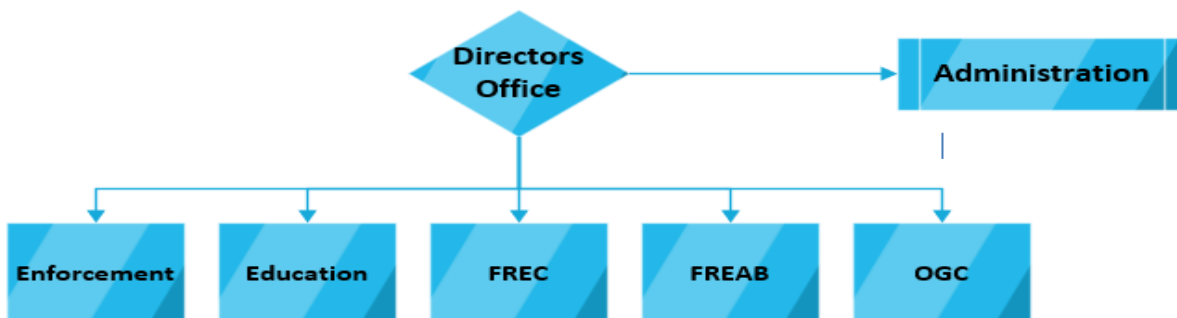 Directors
Office
Administration
Enforcement
Education
FREC
FREAB
OGC